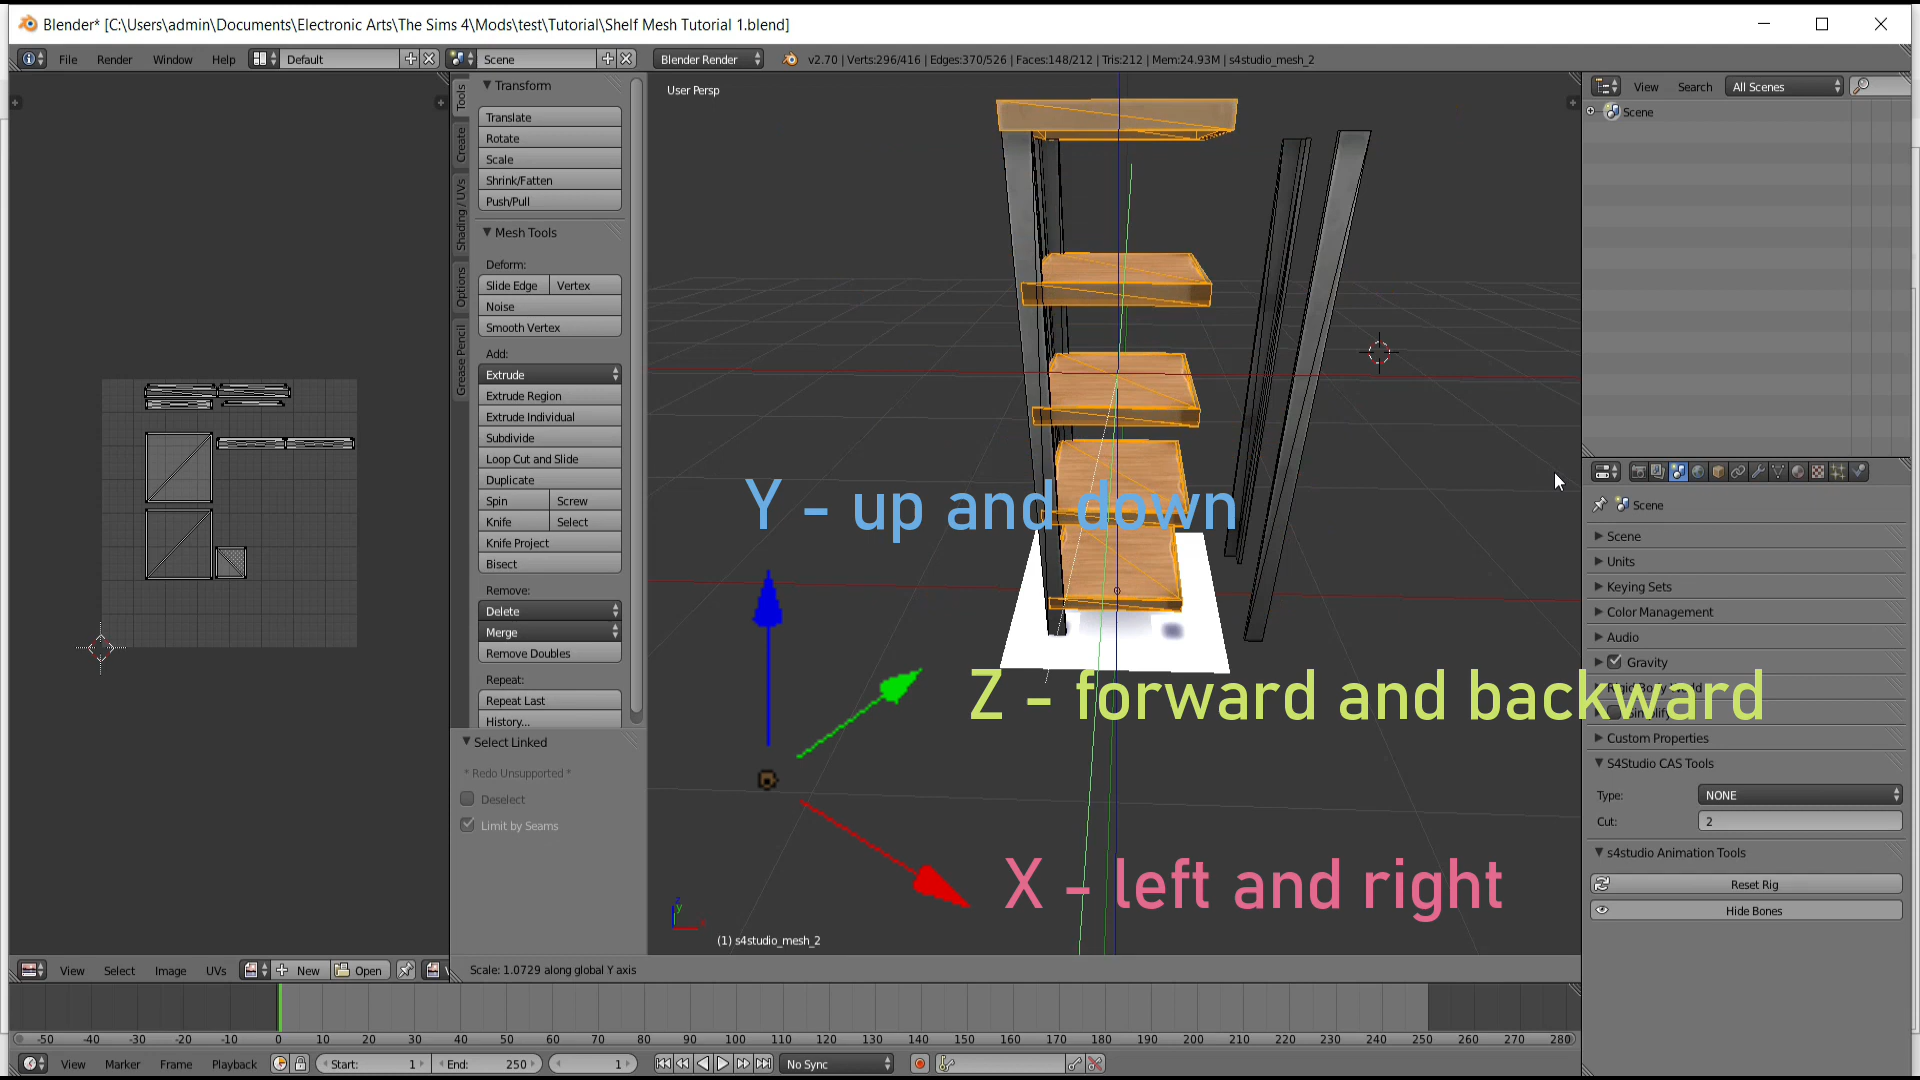 Blender* [C:\Users\admin\Documents\Electronic Arts\The Sims 4\Mods\test\Tutorial\Shelf Mesh Tutorial 1.blend]
File Render Window Help Default Scene Blender Render v2.70 | Verts:296/416 | Edges:370/526 | Faces:148/212 | Tris:212 | Mem:24.93M | s4studio_mesh_2
Tools
Create
Shading / UVs
Options
Grease Pencil
Transform
Translate
Rotate
Scale
Shrink/Fatten
Push/Pull
Mesh Tools
Deform:
Slide Edge Vertex
Noise
Smooth Vertex
Add:
Extrude
Extrude Region
Extrude Individual
Subdivide
Loop Cut and Slide
Duplicate
Spin Screw
Knife Select
Knife Project
Bisect
Remove:
Delete
Merge
Remove Doubles
Repeat:
Repeat Last
History...
Select Linked
* Redo Unsupported *
Deselect
Limit by Seams
User Persp
Y - up and down
Z - forward and backward
X - left and right
z
y
x
(1) s4studio_mesh_2
View Search All Scenes
Scene
Scene
Scene
Units
Keying Sets
Color Management
Audio
Gravity
Rigid Body World
Simplify
Custom Properties
S4Studio CAS Tools
Type: NONE
Cut: 2
s4studio Animation Tools
Reset Rig
Hide Bones
View Select Image UVs New Open
Scale: 1.0729 along global Y axis
-50 -40 -30 -20 -10 0 10 20 30 40 50 60 70 80 90 100 110 120 130 140 150 160 170 180 190 200 210 220 230 240 250 260 270 280
View Marker Frame Playback Start: 1 End: 250 1 No Sync